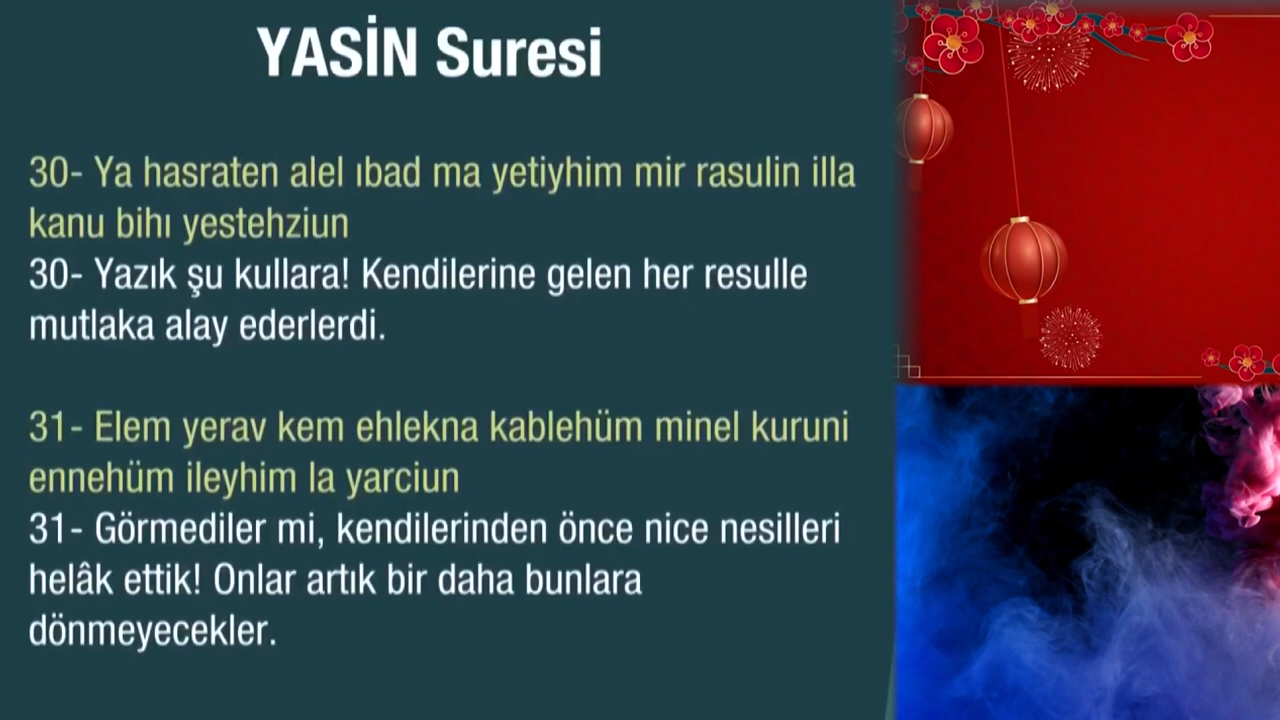 YASİN Suresi
30- Ya hasraten alel ıbad ma yetiyhim mir rasulin illa
kanu bihı yestehziun
30- Yazık şu kullara! Kendilerine gelen her resulle
mutlaka alay ederlerdi.
31- Elem yerav kem ehlekna kablehüm minel kuruni
ennehüm ileyhim la yarciun
31- Görmediler mi, kendilerinden önce nice nesilleri
helâk ettik! Onlar artık bir daha bunlara
dönmeyecekler.